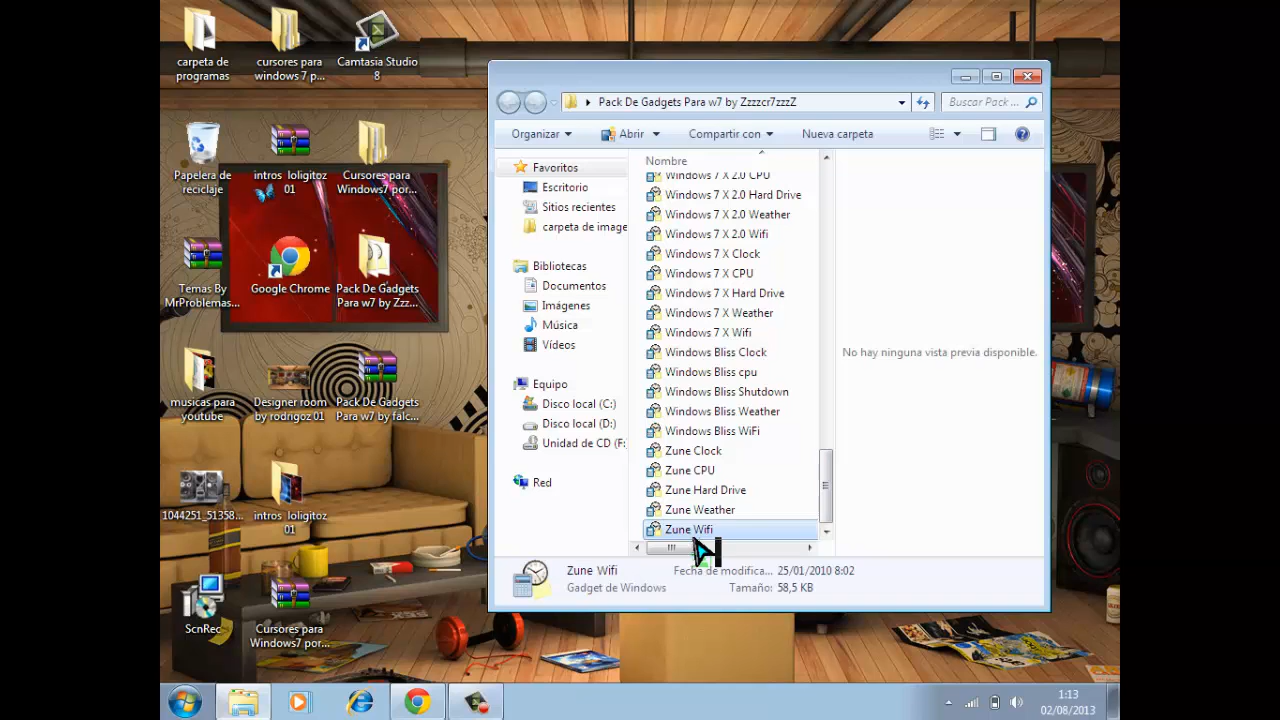 carpeta de
programas
cursores para
windows 7 p...
Camtasia Studio
8
Papelera de
reciclaje
intros loligitoz
01
Cursores para
Windows7 por...
Temas By
MrProblemas...
Google Chrome
Pack De Gadgets
Para w7 by Zzz...
musicas para
youtube
Designer room
by rodrigoz 01
Pack De Gadgets
Para w7 by falc...
1044251_51358...
intros loligitoz
01
ScnRec
Cursores para
Windows7 por...
Pack De Gadgets Para w7 by Zzzzcr7zzzZ
Buscar Pack ...
Organizar
Abrir
Compartir con
Nueva carpeta
Favoritos
Escritorio
Sitios recientes
carpeta de image
Bibliotecas
Documentos
Imágenes
Música
Vídeos
Equipo
Disco local (C:)
Disco local (D:)
Unidad de CD (F:
Red
Nombre
Windows 7 X 2.0 CPU
Windows 7 X 2.0 Hard Drive
Windows 7 X 2.0 Weather
Windows 7 X 2.0 Wifi
Windows 7 X Clock
Windows 7 X CPU
Windows 7 X Hard Drive
Windows 7 X Weather
Windows 7 X Wifi
Windows Bliss Clock
Windows Bliss cpu
Windows Bliss Shutdown
Windows Bliss Weather
Windows Bliss WiFi
Zune Clock
Zune CPU
Zune Hard Drive
Zune Weather
Zune Wifi
No hay ninguna vista previa disponible.
Zune Wifi
Fecha de modifica... 25/01/2010 8:02
Gadget de Windows
Tamaño: 58,5 KB
1:13
02/08/2013